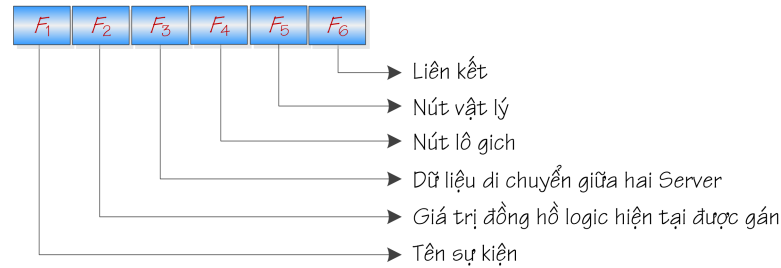 F1 F2 F3 F4 F5 F6
Liên kết
Nút vật lý
Nút lô gich
Dữ liệu di chuyển giữa hai Server
Giá trị đồng hồ logic hiện tại được gán
Tên sự kiện